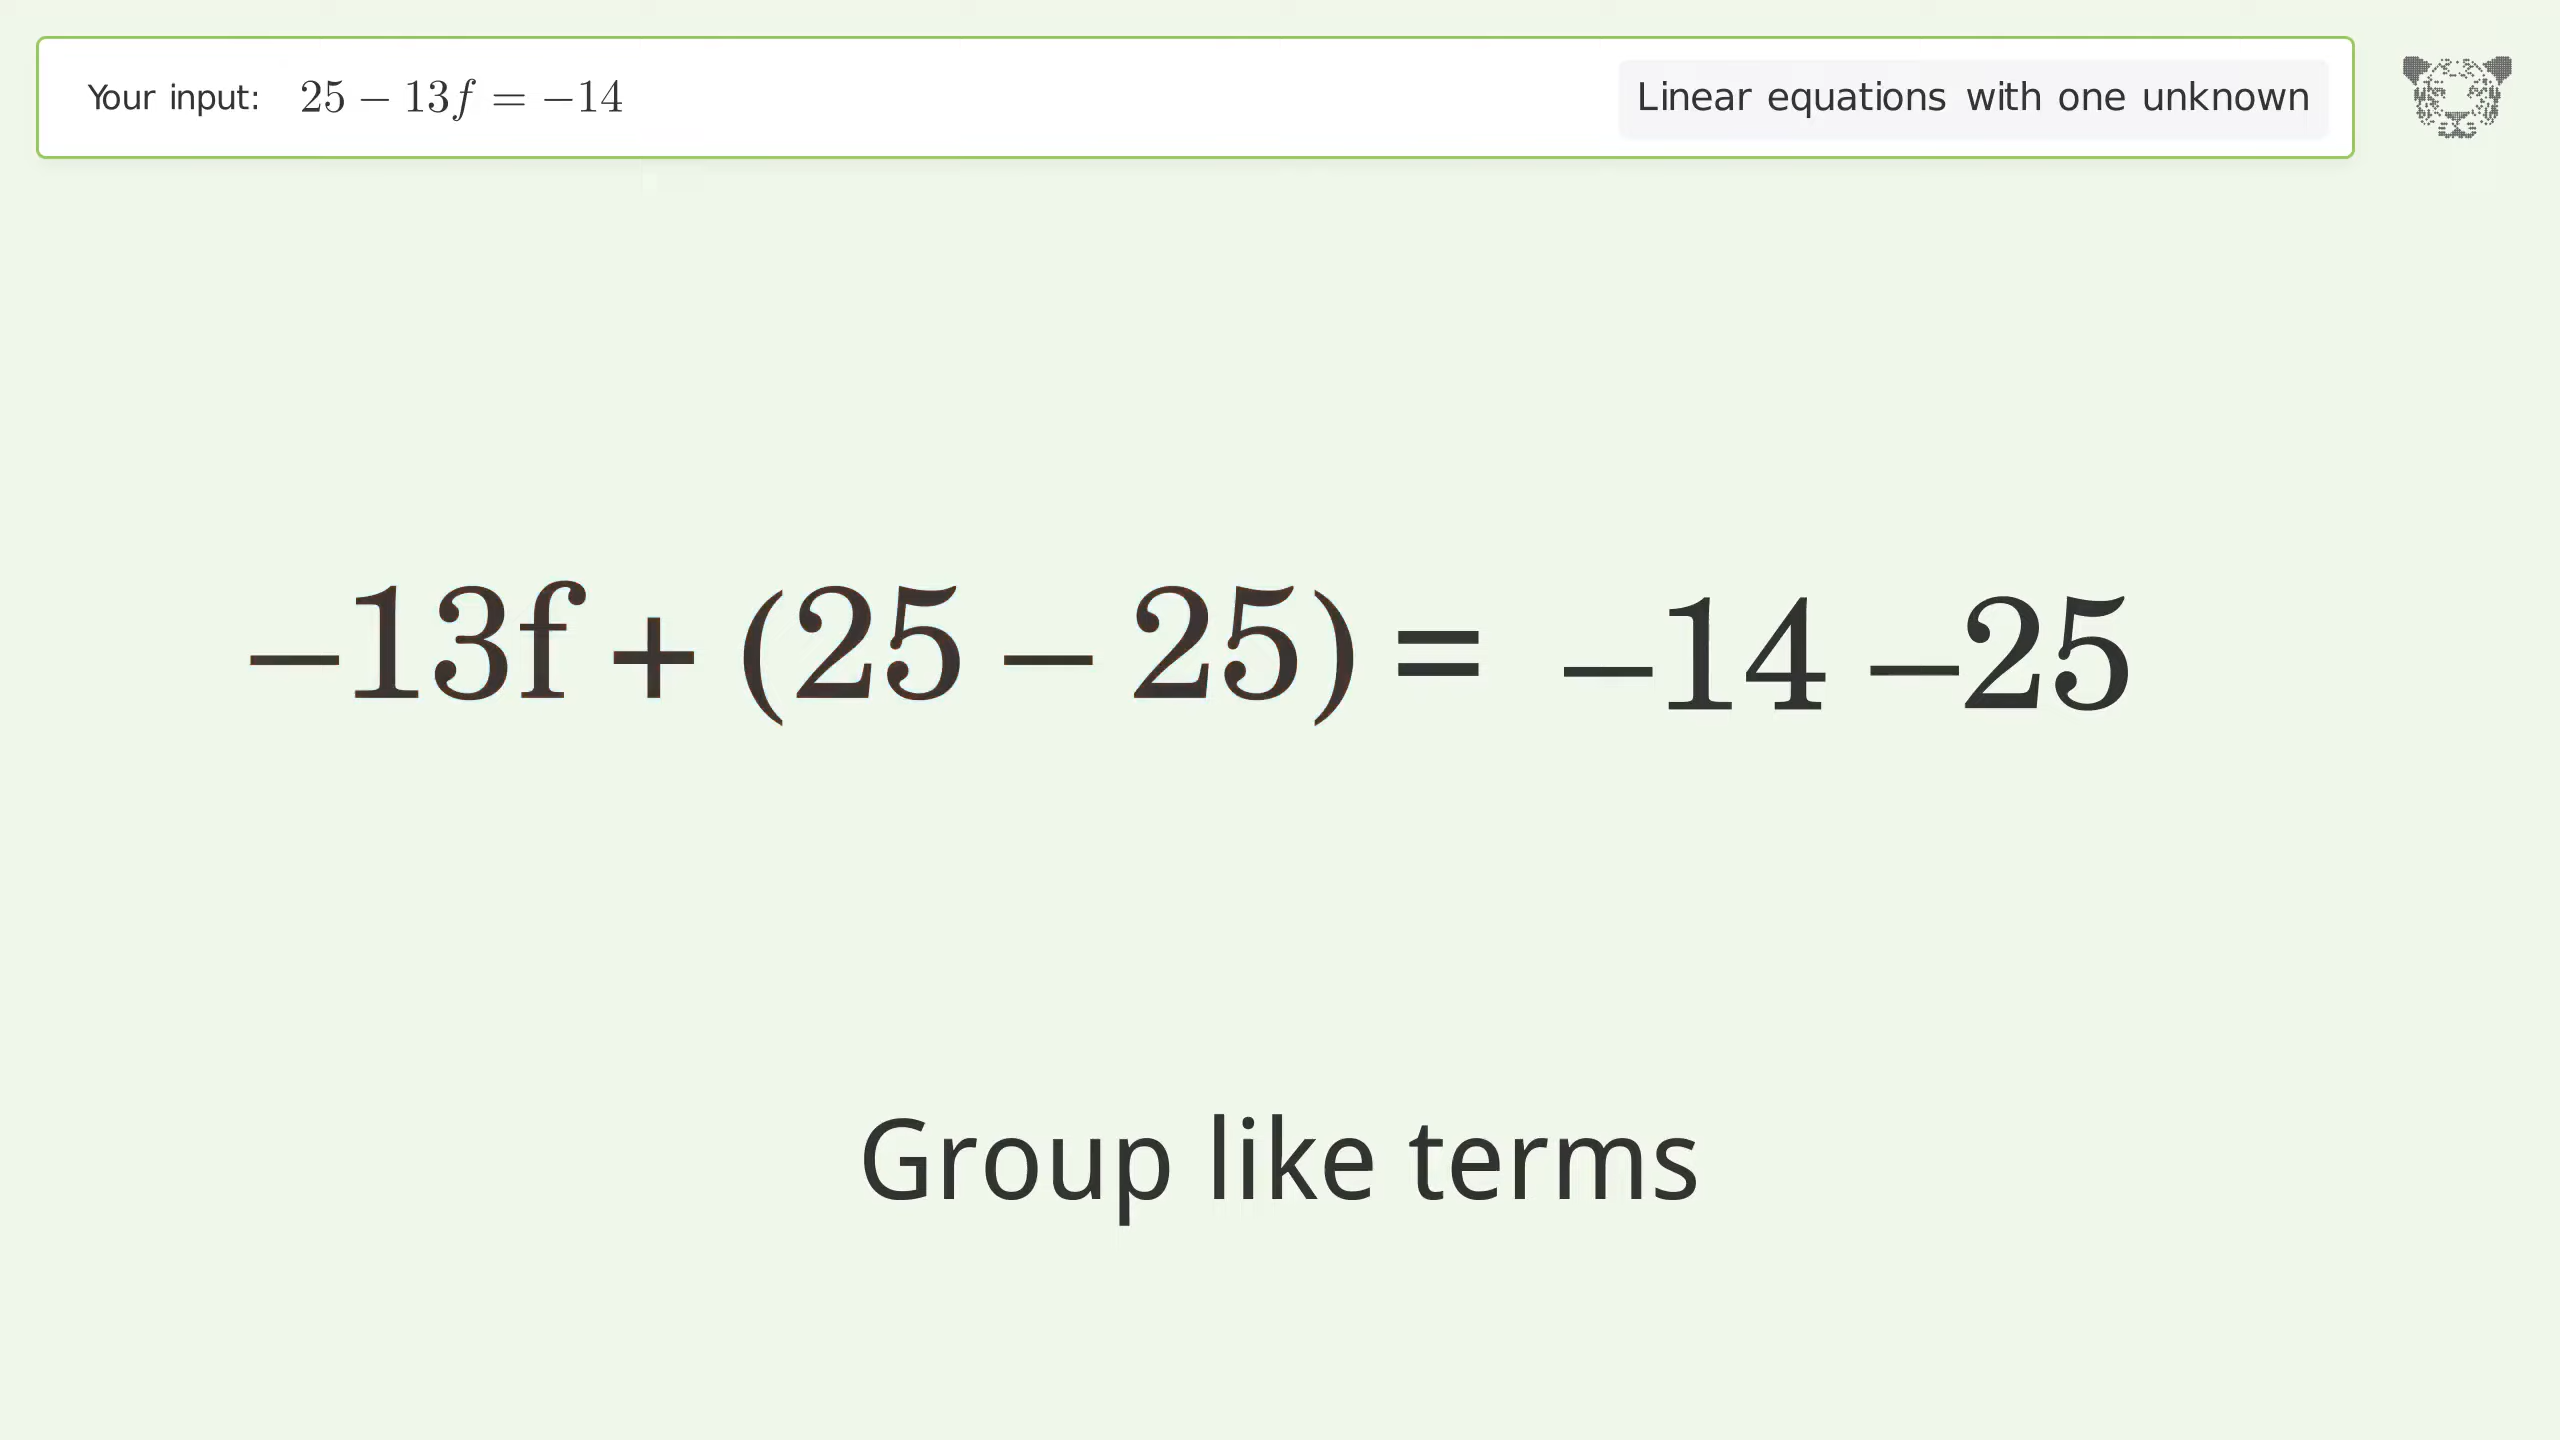 Your input: 25 − 13f = −14
Linear equations with one unknown
−13f + (25 − 25) = −14 −25
Group like terms